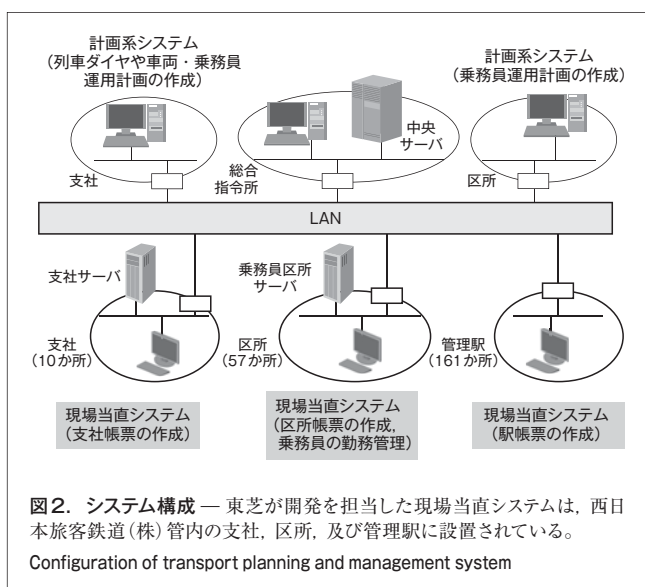 計画系システム
(列車ダイヤや車両・乗務員
運用計画の作成)
計画系システム
(乗務員運用計画の作成)
中央
サーバ
支社
総合
指令所
区所
LAN
支社サーバ
乗務員区所
サーバ
支社
(10か所)
区所
(57か所)
管理駅
(161か所)
現場当直システム
(支社帳票の作成)
現場当直システム
(区所帳票の作成,
乗務員の勤務管理)
現場当直システム
(駅帳票の作成)
図2. システム構成 — 東芝が開発を担当した現場当直システムは, 西日
本旅客鉄道(株)管内の支社, 区所, 及び管理駅に設置されている。
Configuration of transport planning and management system